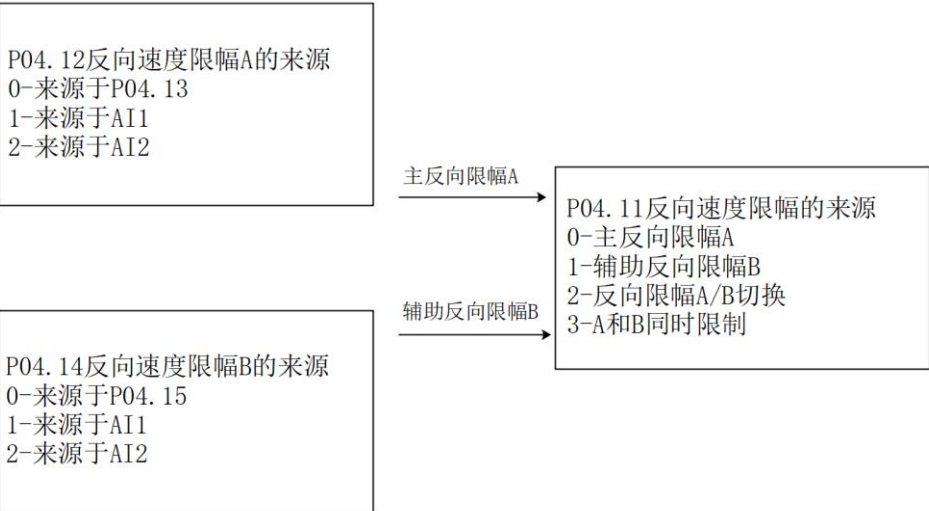 P04.12反向速度限幅A的来源
0-来源于P04.13
1-来源于AI1
2-来源于AI2
主反向限幅A
P04.11反向速度限幅的来源
0-主反向限幅A
1-辅助反向限幅B
2-反向限幅A/B切换
3-A和B同时限制
辅助反向限幅B
P04.14反向速度限幅B的来源
0-来源于P04.15
1-来源于AI1
2-来源于AI2